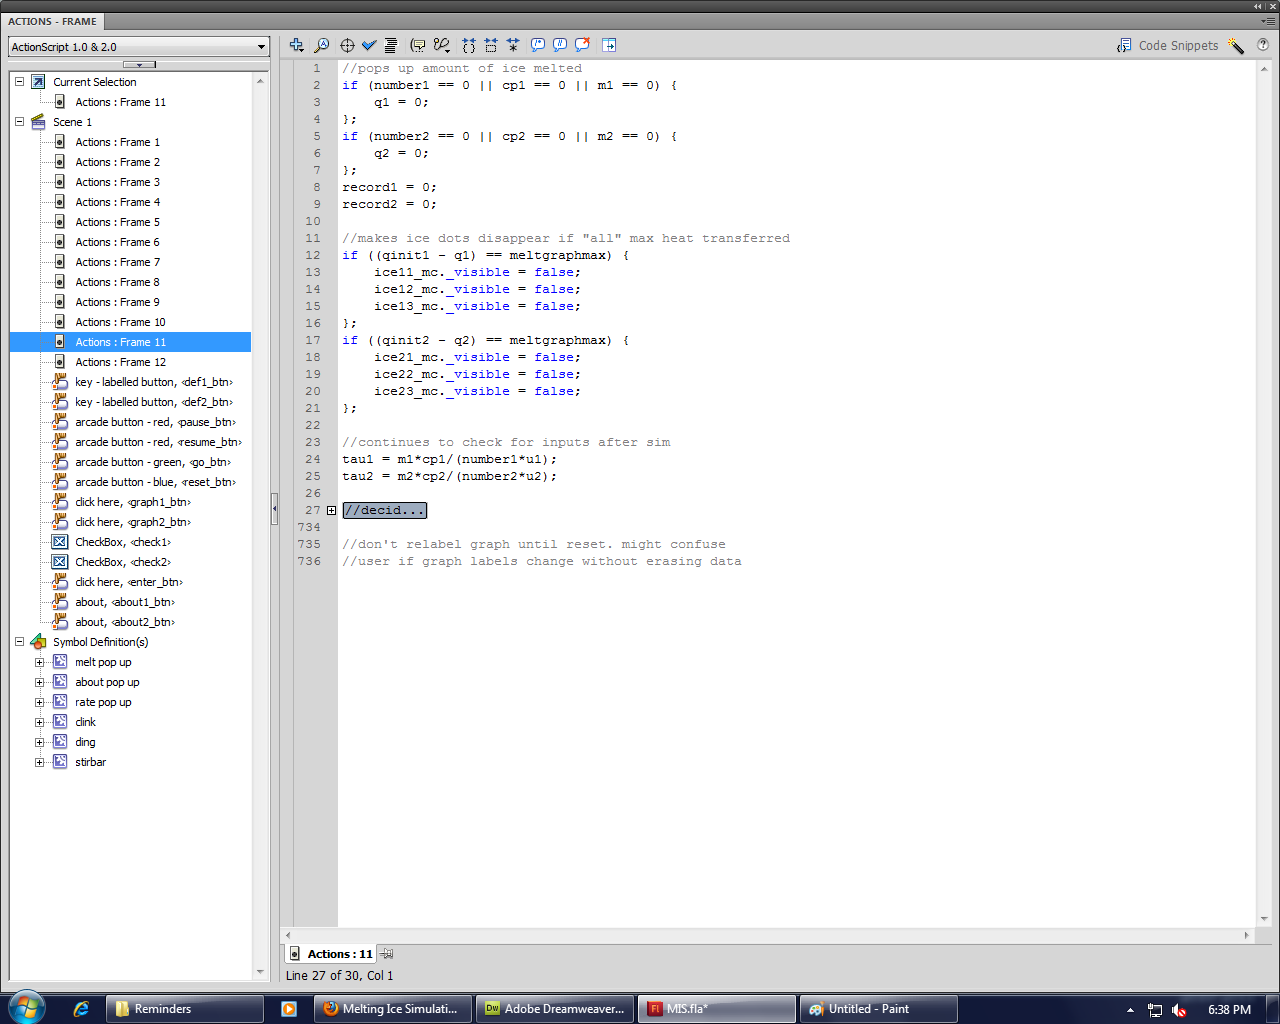 ACTIONS - FRAME
ActionScript 1.0 & 2.0
Code Snippets
Current Selection
Actions : Frame 11
Scene 1
Actions : Frame 1
Actions : Frame 2
Actions : Frame 3
Actions : Frame 4
Actions : Frame 5
Actions : Frame 6
Actions : Frame 7
Actions : Frame 8
Actions : Frame 9
Actions : Frame 10
Actions : Frame 11
Actions : Frame 12
key - labelled button, <def1_btn>
key - labelled button, <def2_btn>
arcade button - red, <pause_btn>
arcade button - red, <resume_btn>
arcade button - green, <go_btn>
arcade button - blue, <reset_btn>
click here, <graph1_btn>
click here, <graph2_btn>
CheckBox, <check1>
CheckBox, <check2>
click here, <enter_btn>
about, <about1_btn>
about, <about2_btn>
Symbol Definition(s)
melt pop up
about pop up
rate pop up
clink
ding
stirbar
1 //pops up amount of ice melted
2 if (number1 == 0 || cp1 == 0 || m1 == 0) {
3 q1 = 0;
4 };
5 if (number2 == 0 || cp2 == 0 || m2 == 0) {
6 q2 = 0;
7 };
8 record1 = 0;
9 record2 = 0;
10
11 //makes ice dots disappear if "all" max heat transferred
12 if ((qinit1 - q1) == meltgraphmax) {
13 ice11_mc._visible = false;
14 ice12_mc._visible = false;
15 ice13_mc._visible = false;
16 };
17 if ((qinit2 - q2) == meltgraphmax) {
18 ice21_mc._visible = false;
19 ice22_mc._visible = false;
20 ice23_mc._visible = false;
21 };
22
23 //continues to check for inputs after sim
24 tau1 = m1*cp1/(number1*u1);
25 tau2 = m2*cp2/(number2*u2);
26
27 //decid...
734
735 //don't relabel graph until reset. might confuse
736 //user if graph labels change without erasing data
Actions : 11
Line 27 of 30, Col 1
Reminders
Melting Ice Simulati...
Dw Adobe Dreamweaver...
Fl MIS.fla*
Untitled - Paint
6:38 PM